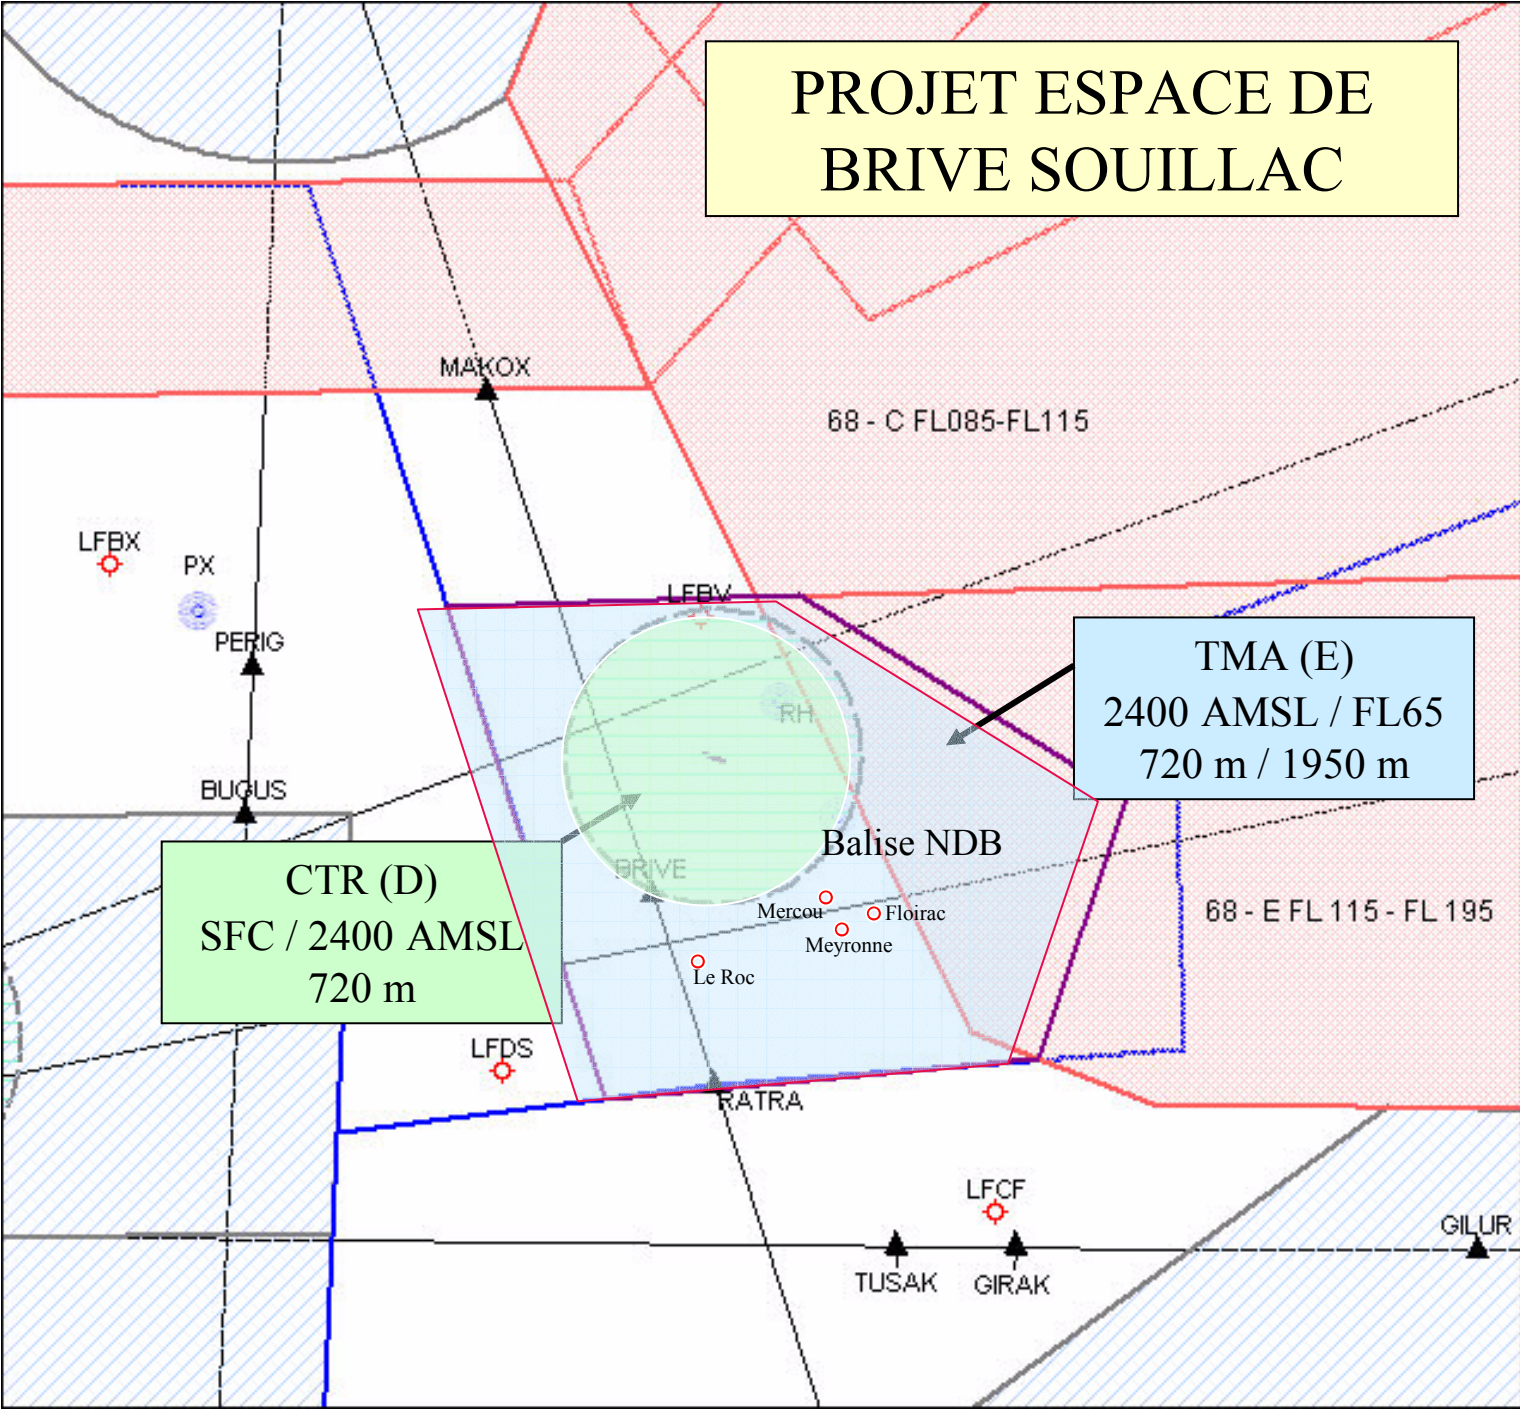 PROJET ESPACE DE
BRIVE SOUILLAC
MAKOX
68 - C FL085-FL115
LFBX
PX
LFBV
PERIG
TMA (E)
2400 AMSL / FL65
720 m / 1950 m
RH
BUGUS
Balise NDB
CTR (D)
SFC / 2400 AMSL
720 m
BRIVE
Mercou
Floirac
68 - E FL 115 - FL 195
Meyronne
Le Roc
LFDS
RATRA
LFCF
GILUR
TUSAK
GIRAK